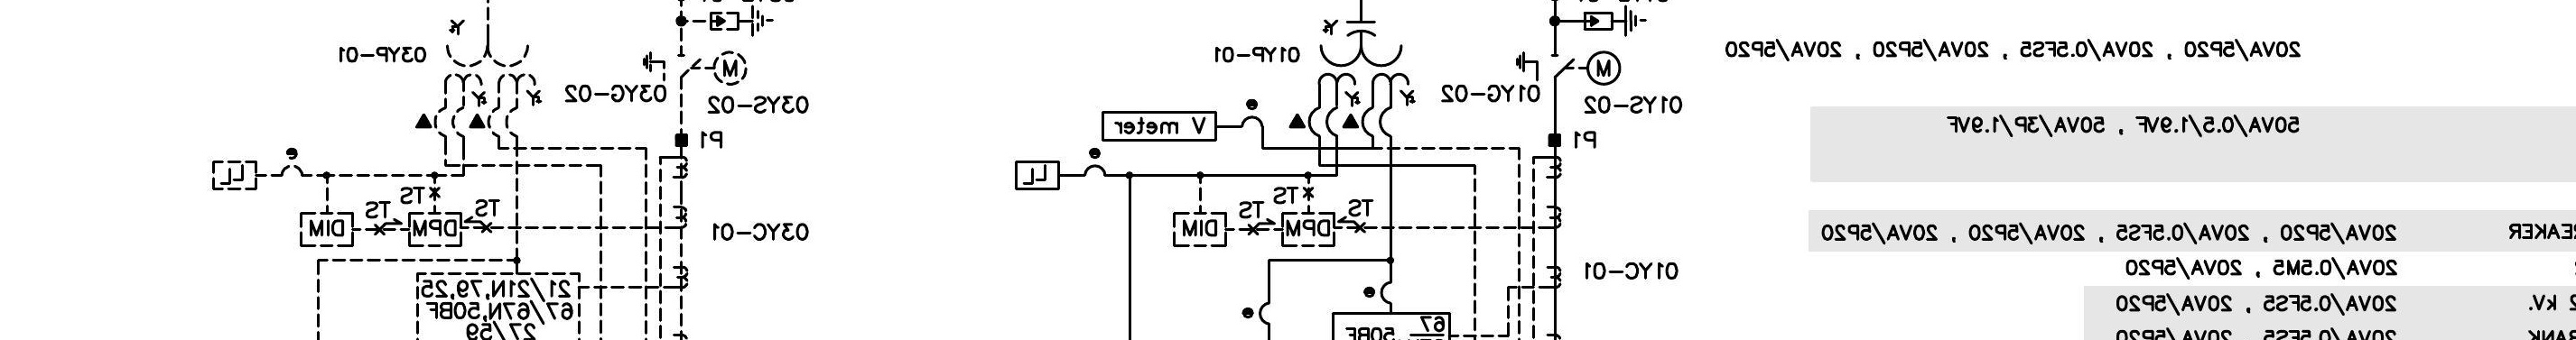 20VA/5P20 , 20VA/0.5FS5 , 20VA/5P20 , 20VA/5P20
50VA/0.5/1.9VF , 50VA/3P/1.9VF
20VA/5P20 , 20VA/0.5FS5 , 20VA/5P20 , 20VA/5P20
20VA/0.5M5 , 20VA/5P20
2 kV.
20VA/0.5FS5 , 20VA/5P20
20VA/0.5FS5 , 20VA/5P20
M
01YS-02
01YG-02
01YP-01
P1
V meter
e
e
LL
TS
TS
TS
DPM
DIM
01YC-01
e
e
67
50BF
M
03YS-02
03YG-02
03YP-01
P1
e
LL
TS
TS
TS
DPM
DIM
03YC-01
21/21N,79,25
67/67N,50BF
27/59